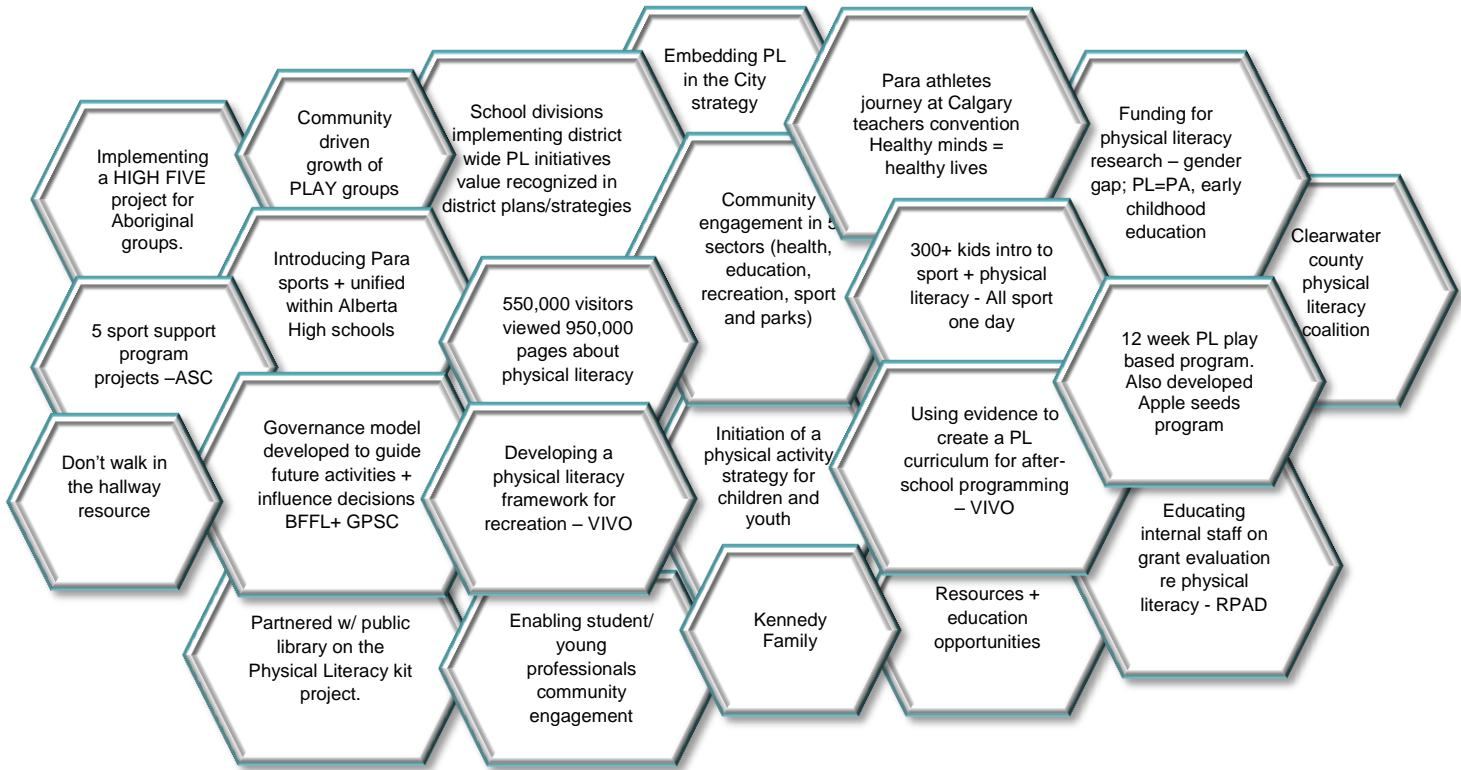 Implementing
a HIGH FIVE
project for
Aboriginal
groups.
Community
driven
growth of
PLAY groups
School divisions
implementing district
wide PL initiatives
value recognized in
district plans/strategies
Embedding PL
in the City
strategy
Para athletes
journey at Calgary
teachers convention
Healthy minds =
healthy lives
Funding for
physical literacy
research – gender
gap; PL=PA, early
childhood
education
Clearwater
county
physical
literacy
coalition
5 sport support
program
projects –ASC
Introducing Para
sports + unified
within Alberta
High schools
550,000 visitors
viewed 950,000
pages about
physical literacy
Community
engagement in 5
sectors (health,
education,
recreation, sport
and parks)
300+ kids intro to
sport + physical
literacy - All sport
one day
12 week PL play
based program.
Also developed
Apple seeds
program
Don’t walk in
the hallway
resource
Governance model
developed to guide
future activities +
influence decisions
BFFL+ GPSC
Developing a
physical literacy
framework for
recreation – VIVO
Initiation of a
physical activity
strategy for
children and
youth
Using evidence to
create a PL
curriculum for after-
school programming
– VIVO
Educating
internal staff on
grant evaluation
re physical
literacy - RPAD
Partnered w/ public
library on the
Physical Literacy kit
project.
Enabling student/
young
professionals
community
engagement
Kennedy
Family
Resources +
education
opportunities